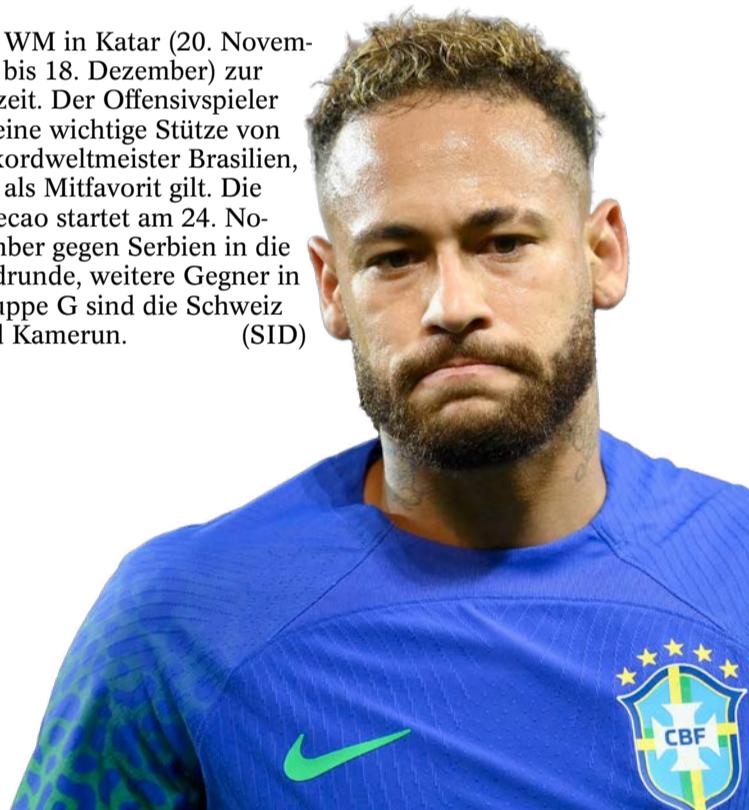 WM in Katar (20. Novem-
bis 18. Dezember) zur
zeit. Der Offensivspieler
eine wichtige Stütze von
kordweltmeister Brasilien,
als Mitfavorit gilt. Die
ecao startet am 24. No-
mber gegen Serbien in die
drunde, weitere Gegner in
uppe G sind die Schweiz
d Kamerun. (SID)
CBF